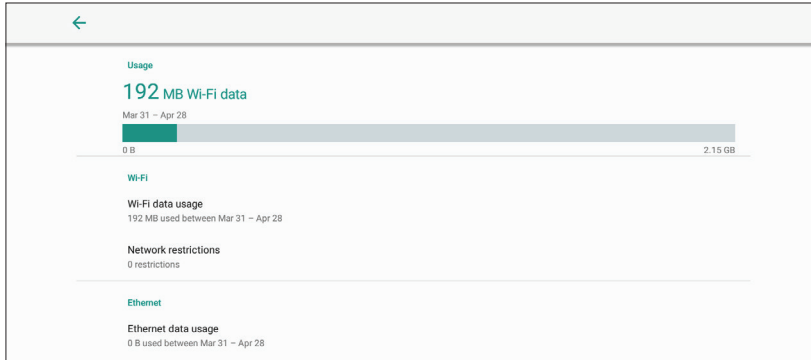 Usage
192 MB Wi-Fi data
Mar 31 – Apr 28
0 B 2.15 GB
Wi-Fi
Wi-Fi data usage
192 MB used between Mar 31 – Apr 28
Network restrictions
0 restrictions
Ethernet
Ethernet data usage
0 B used between Mar 31 – Apr 28